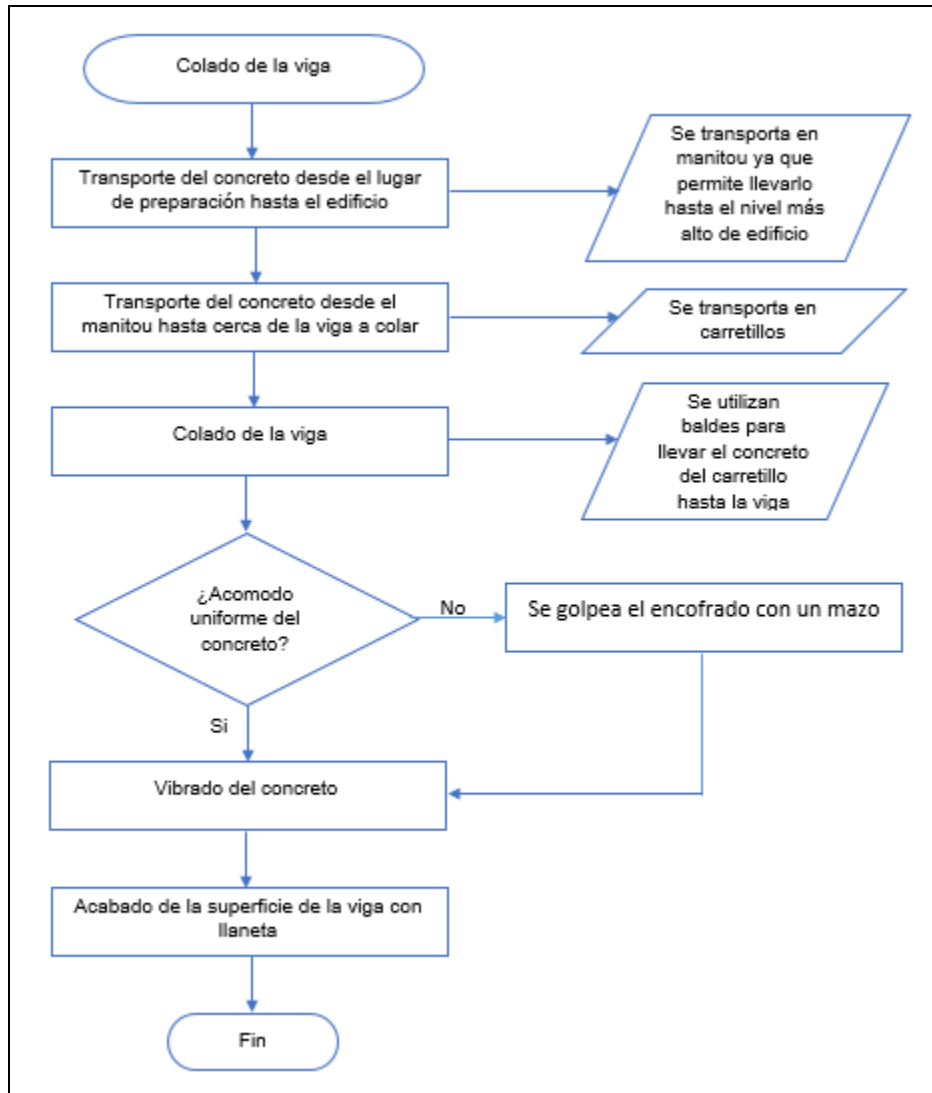 Colado de la viga
Transporte del concreto desde el lugar
de preparación hasta el edificio
Se transporta en
manitou ya que
permite llevarlo
hasta el nivel más
alto de edificio
Transporte del concreto desde el
manitou hasta cerca de la viga a colar
Se transporta en
carretillos
Colado de la viga
Se utilizan
baldes para
llevar el concreto
del carretillo
hasta la viga
¿Acomodo
uniforme del
concreto?
No
Se golpea el encofrado con un mazo
Si
Vibrado del concreto
Acabado de la superficie de la viga con
llaneta
Fin